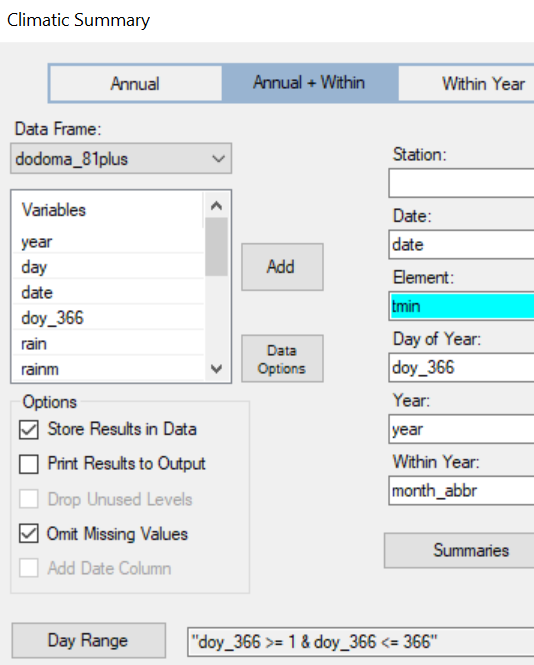 Climatic Summary
Annual
Annual + Within
Within Year
Data Frame:
dodoma_81plus
Variables
year
day
date
doy_366
rain
rainm
Add
Data
Options
Station:
Date:
date
Element:
tmin
Day of Year:
doy_366
Year:
year
Within Year:
month_abbr
Options
Store Results in Data
Print Results to Output
Drop Unused Levels
Omit Missing Values
Add Date Column
Summaries
Day Range
"doy_366 >= 1 & doy_366 <= 366"